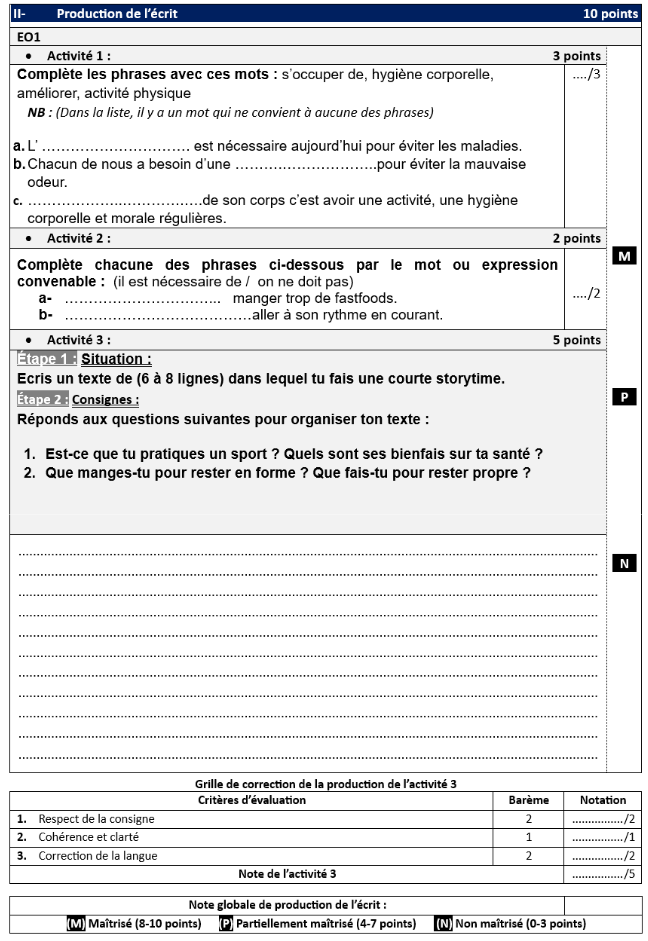 II- Production de l’écrit 10 points
EO1
• Activité 1 : 3 points
Complète les phrases avec ces mots : s’occuper de, hygiène corporelle, ..../3
améliorer, activité physique
NB : (Dans la liste, il y a un mot qui ne convient à aucune des phrases)
a. L’ ………………………… est nécessaire aujourd’hui pour éviter les maladies.
b. Chacun de nous a besoin d’une ………………………..pour éviter la mauvaise
odeur.
c. …………………..……………de son corps c’est avoir une activité, une hygiène
corporelle et morale régulières.
• Activité 2 : 2 points
M
Complète chacune des phrases ci-dessous par le mot ou expression
convenable : (il est nécessaire de / on ne doit pas)
..../2
a- ………………………….. manger trop de fastfoods.
b- …………………………………aller à son rythme en courant.
• Activité 3 : 5 points
Étape 1 : Situation :
Ecris un texte de (6 à 8 lignes) dans lequel tu fais une courte storytime.
Étape 2 : Consignes :
P
Réponds aux questions suivantes pour organiser ton texte :
1. Est-ce que tu pratiques un sport ? Quels sont ses bienfais sur ta santé ?
2. Que manges-tu pour rester en forme ? Que fais-tu pour rester propre ?
N
Grille de correction de la production de l’activité 3
Critères d’évaluation Barème Notation
1. Respect de la consigne 2 ................/2
2. Cohérence et clarté 1 ................/1
3. Correction de la langue 2 ................/2
Note de l’activité 3 ................/5
Note globale de production de l’écrit :
(M) Maîtrisé (8-10 points) (P) Partiellement maîtrisé (4-7 points) (N) Non maîtrisé (0-3 points)